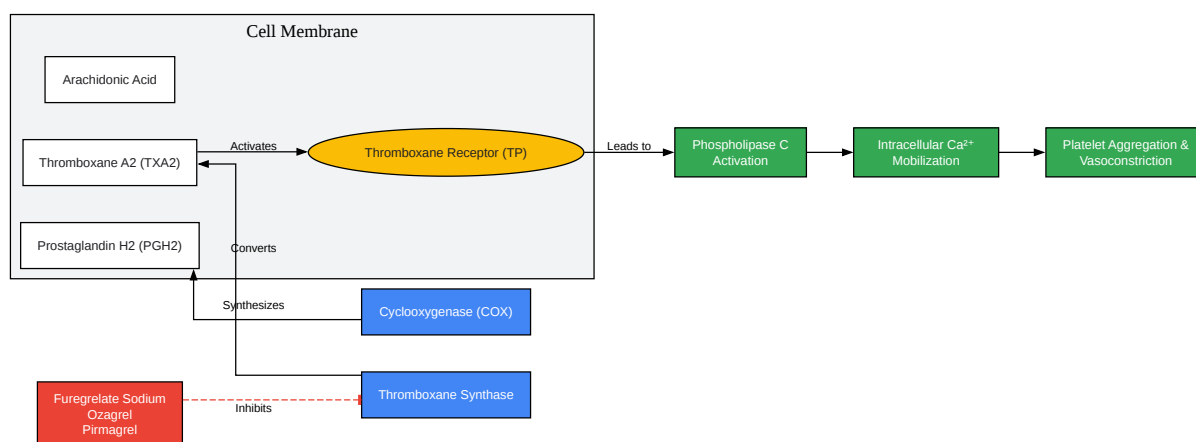 Cell Membrane
Arachidonic Acid
Thromboxane A2 (TXA2)
Activates
Thromboxane Receptor (TP)
Leads to
Phospholipase C
Activation
Intracellular Ca²⁺
Mobilization
Platelet Aggregation &
Vasoconstriction
Prostaglandin H2 (PGH2)
Converts
Synthesizes
Cyclooxygenase (COX)
Thromboxane Synthase
Furegrelate Sodium
Ozagrel
Pirmagrel
Inhibits